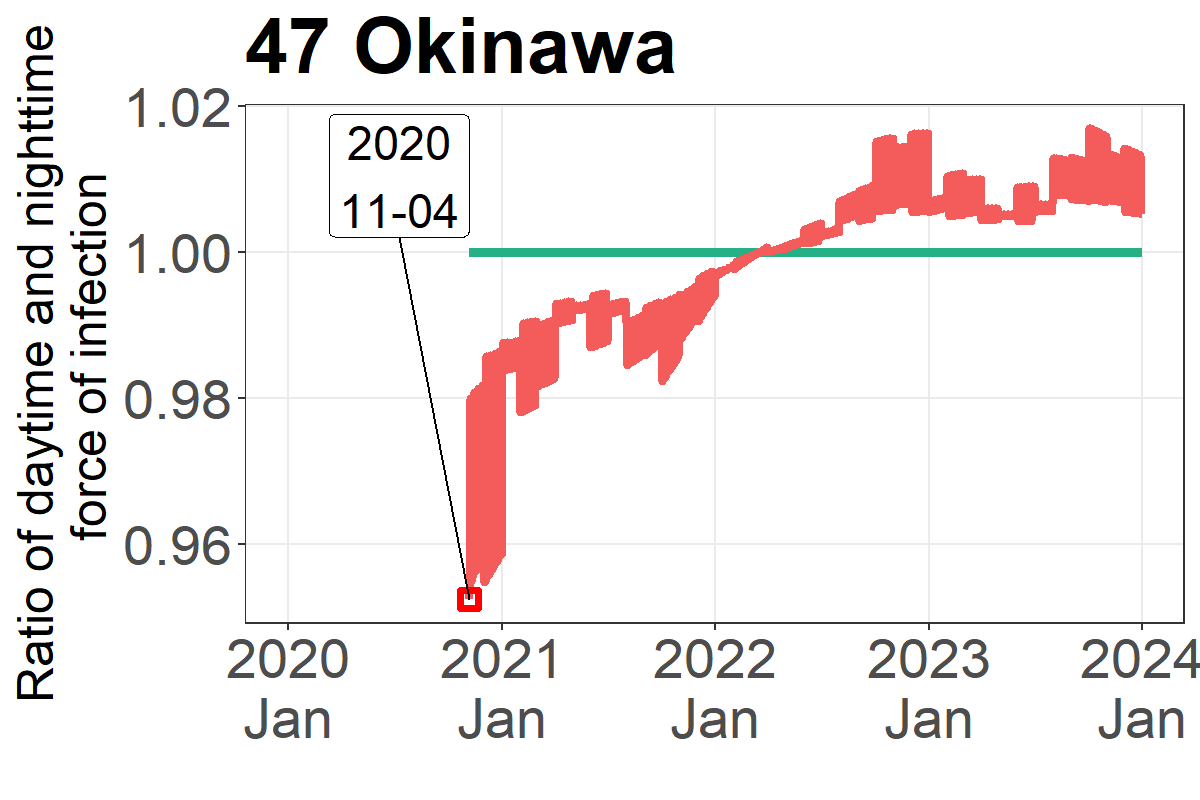 47 Okinawa
Ratio of daytime and nighttime
force of infection
1.02
1.00
0.98
0.96
2020
11-04
2020
Jan
2021
Jan
2022
Jan
2023
Jan
2024
Jan